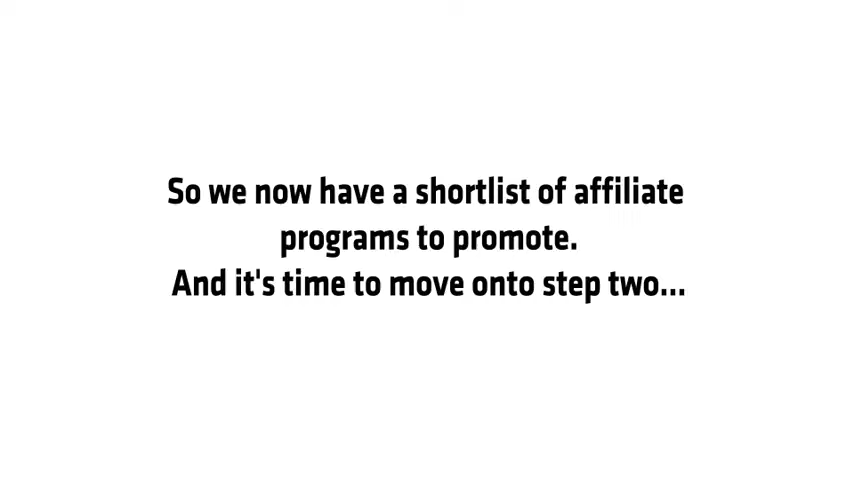 So we now have a shortlist of affiliate
programs to promote.
And it's time to move onto step two...